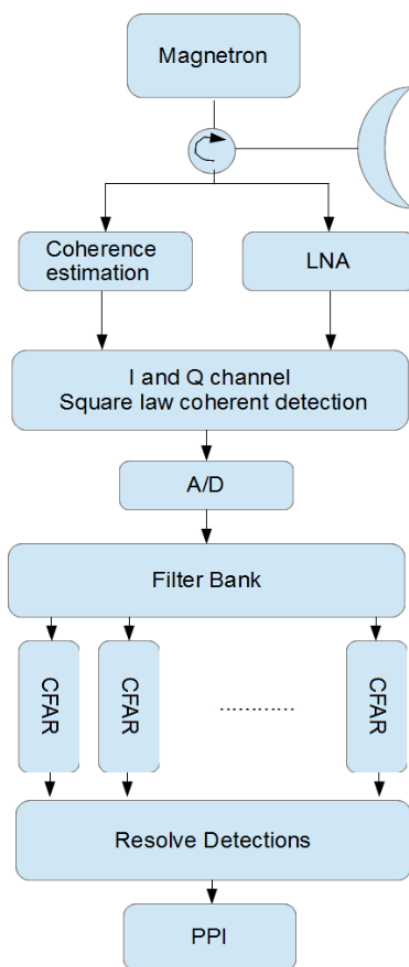 Magnetron
Coherence
estimation
LNA
I and Q channel
Square law coherent detection
A/D
Filter Bank
CFAR
CFAR
............
CFAR
Resolve Detections
PPI